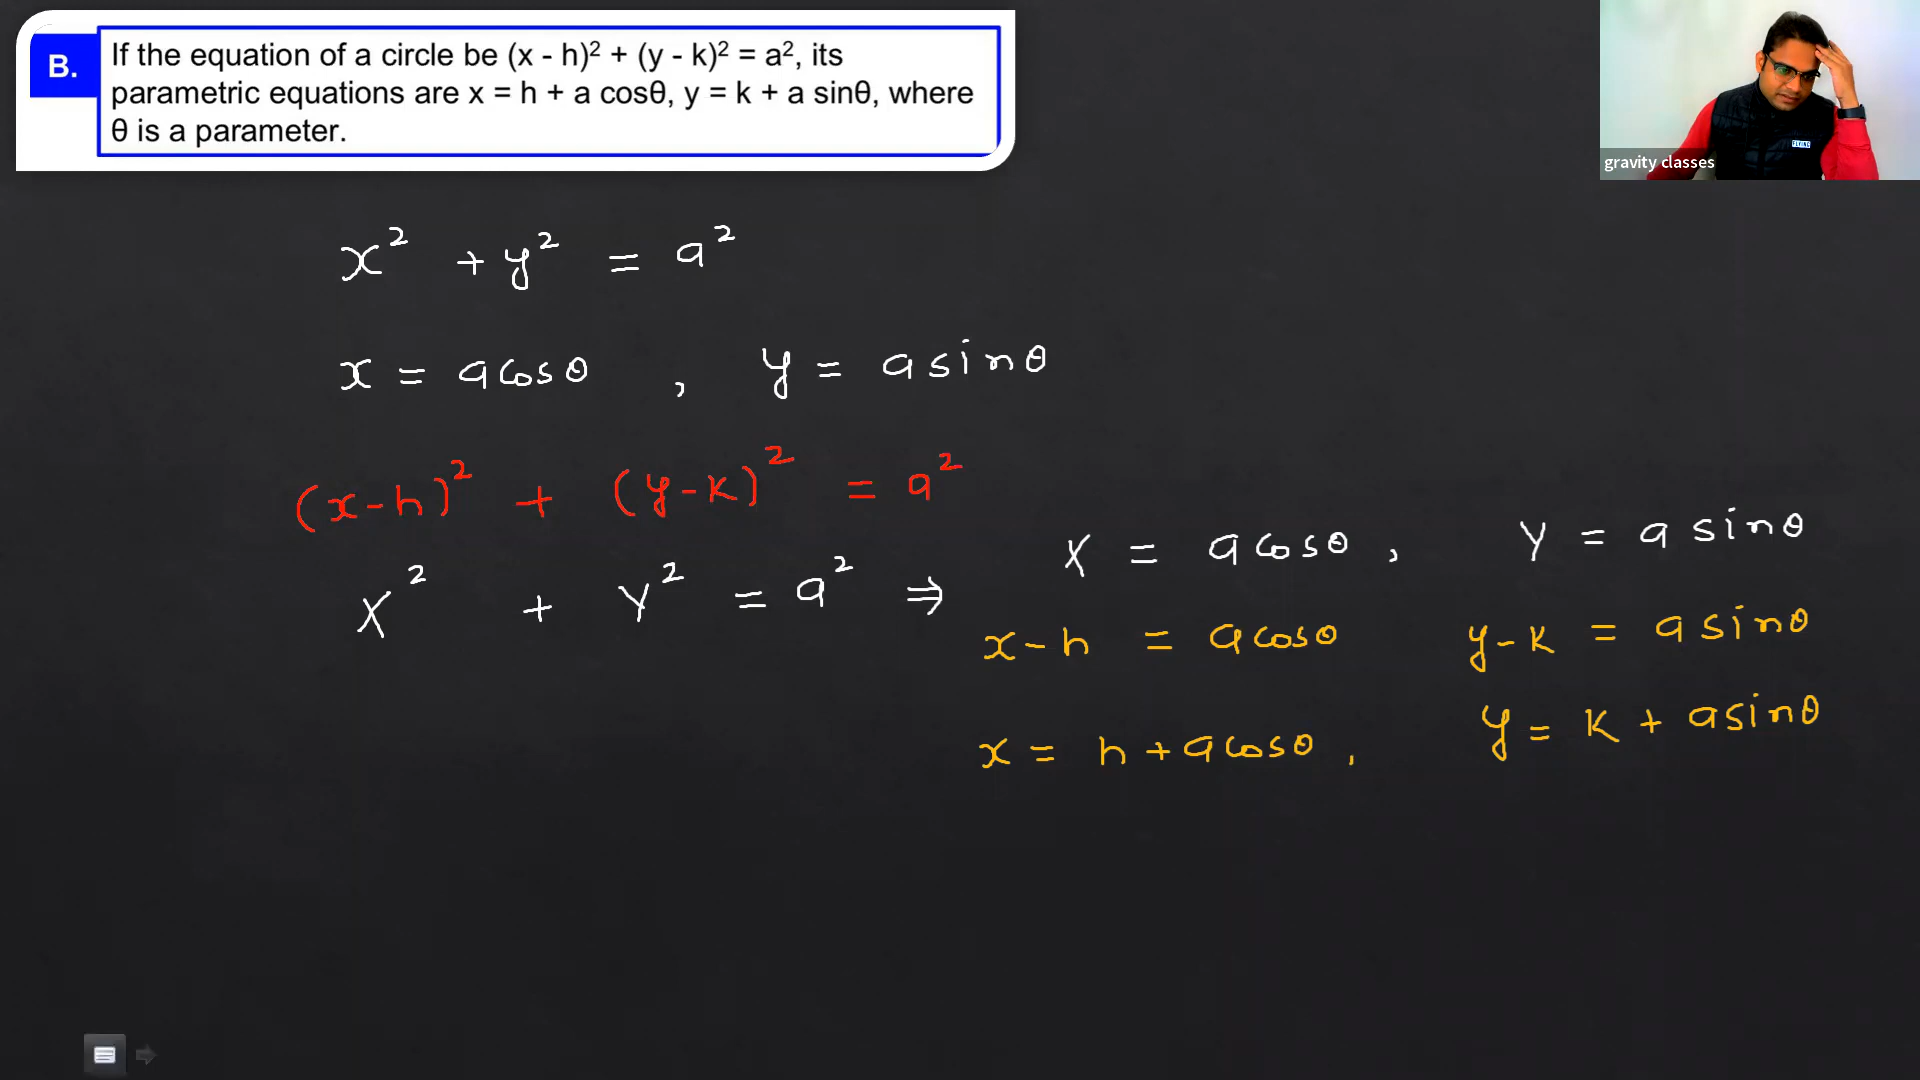 B.
If the equation of a circle be (x - h)² + (y - k)² = a², its
parametric equations are x = h + a cosθ, y = k + a sinθ, where
θ is a parameter.
gravity classes
x² + y² = a²
x = a cosθ , y = a sinθ
(x-h)² + (y-k)² = a²
X² + Y² = a² ⇒ X = a cosθ , Y = a sinθ
x-h = a cosθ y-k = a sinθ
x = h + a cosθ , y = k + a sinθ